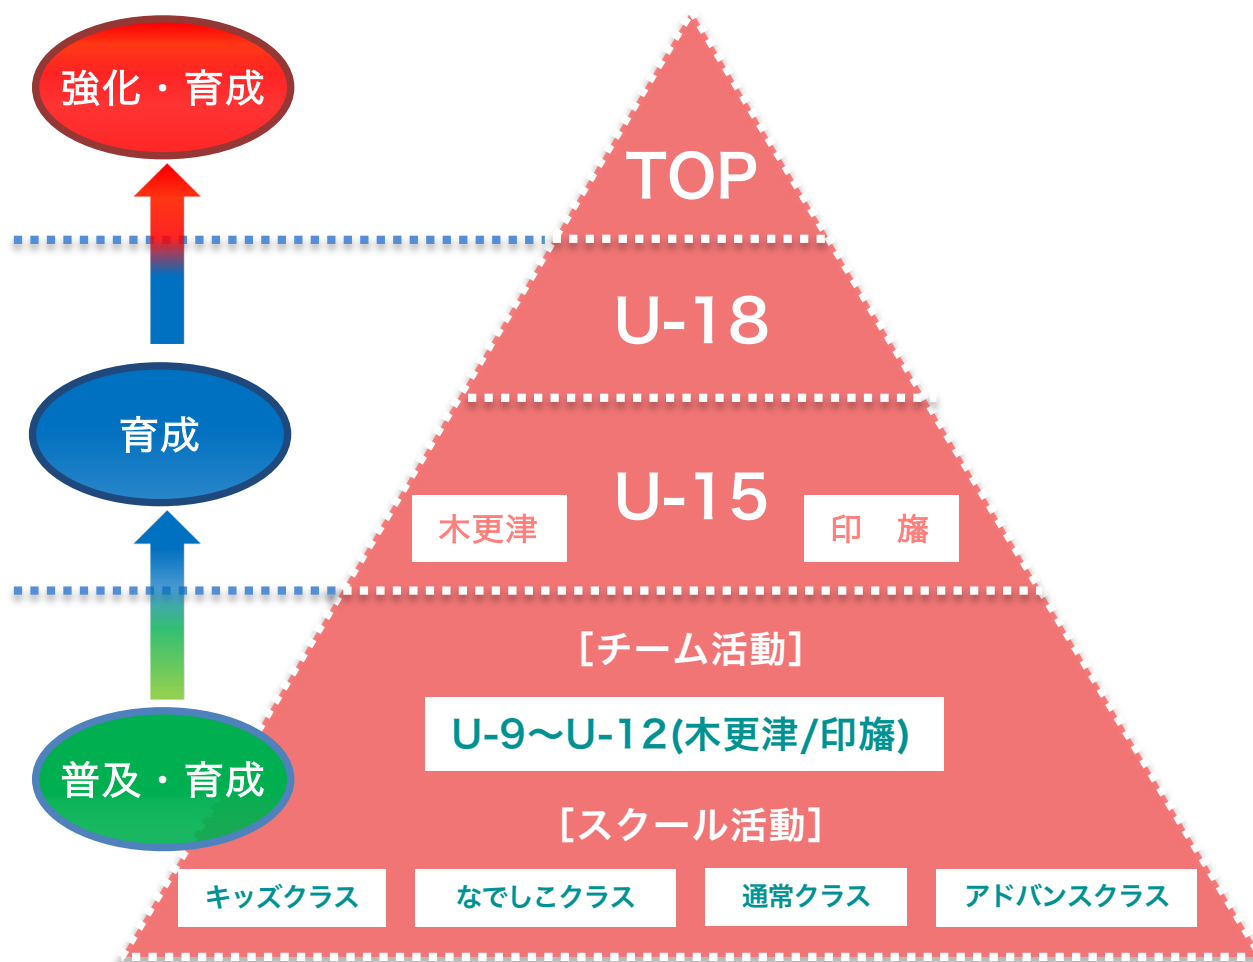 強化・育成
TOP
U-18
育成
U-15
木更津
印　旛
普及・育成
［チーム活動］
U-9〜U-12(木更津/印旛)
［スクール活動］
キッズクラス
なでしこクラス
通常クラス
アドバンスクラス